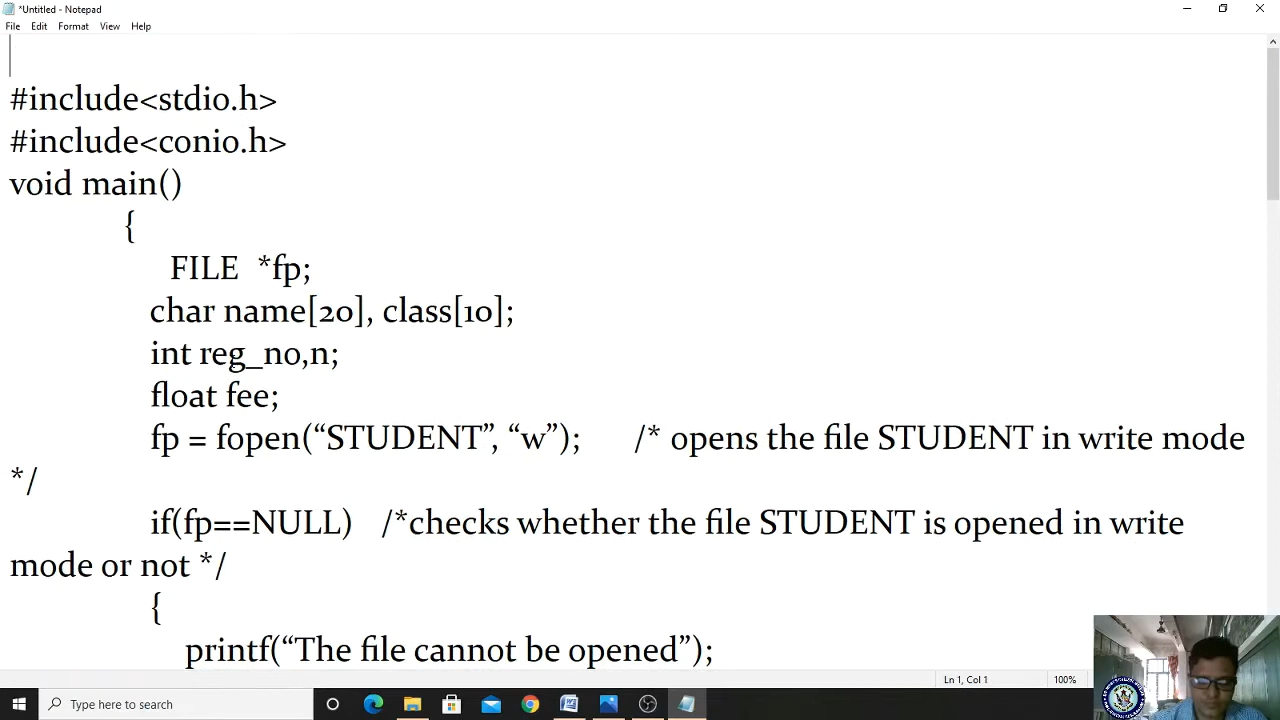 *Untitled - Notepad
File Edit Format View Help
#include<stdio.h>
#include<conio.h>
void main()
{
FILE *fp;
char name[20], class[10];
int reg_no,n;
float fee;
fp = fopen(“STUDENT”, “w”); /* opens the file STUDENT in write mode
*/
if(fp==NULL) /*checks whether the file STUDENT is opened in write
mode or not */
{
printf(“The file cannot be opened”);
Ln 1, Col 1 100%
Type here to search